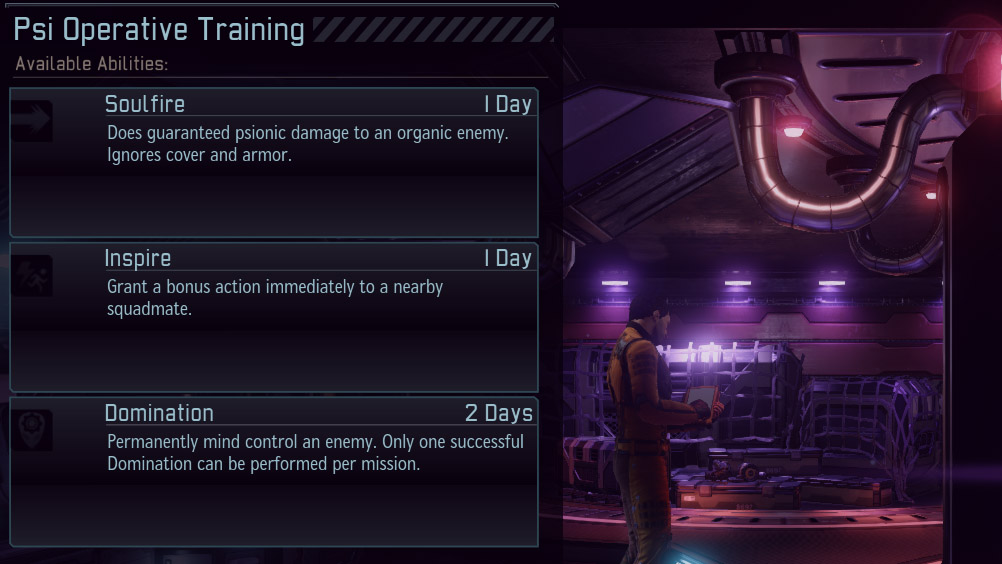 Psi Operative Training
Available Abilities:
Soulfire 1 Day
Does guaranteed psionic damage to an organic enemy.
Ignores cover and armor.
Inspire 1 Day
Grant a bonus action immediately to a nearby
squadmate.
Domination 2 Days
Permanently mind control an enemy. Only one successful
Domination can be performed per mission.